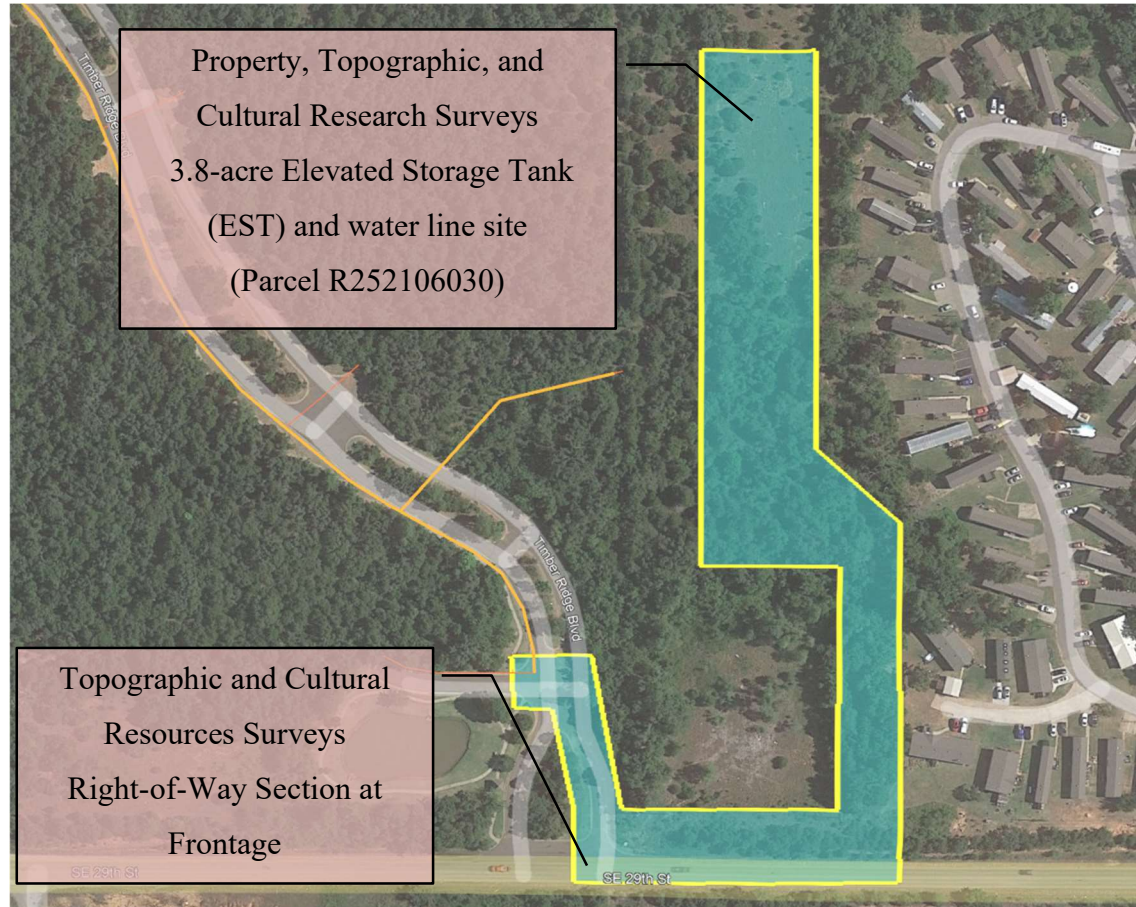 Property, Topographic, and
Cultural Research Surveys
3.8-acre Elevated Storage Tank
(EST) and water line site
(Parcel R252106030)
Timber Ridge Blvd
Timber Ridge Blvd
Topographic and Cultural
Resources Surveys
Right-of-Way Section at
Frontage
SE 29th St
SE 29th St